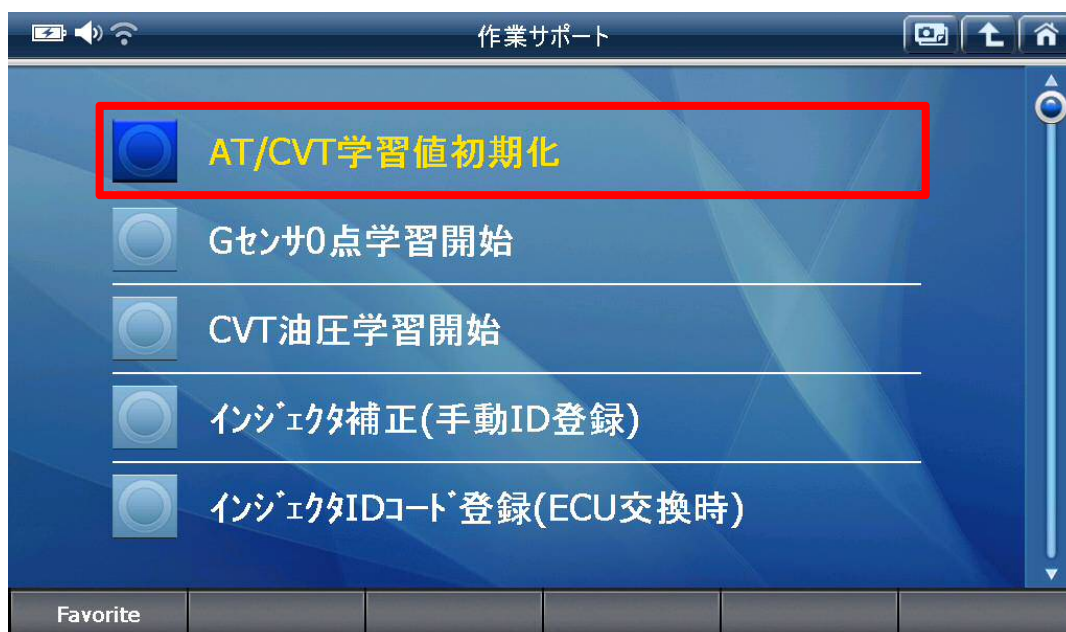 作業サポート
AT/CVT学習値初期化
Gセンサ0点学習開始
CVT油圧学習開始
インジェクタ補正(手動ID登録)
インジェクタIDコード登録(ECU交換時)
Favorite